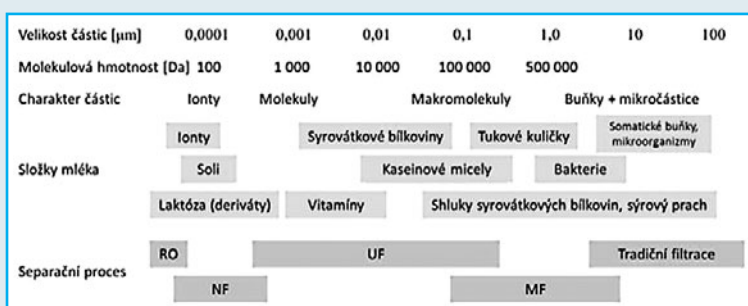 Velikost částic [µm] 0,0001 0,001 0,01 0,1 1,0 10 100
Molekulová hmotnost [Da] 100 1 000 10 000 100 000 500 000
Charakter částic Ionty Molekuly Makromolekuly Buňky + mikročástice
Ionty Syrovátkové bílkoviny Tukové kuličky Somatické buňky,
mikroorganizmy
Složky mléka Soli Kaseinové micely Bakterie
Laktóza (deriváty) Vitamíny Shluky syrovátkových bílkovin, sýrový prach
Separační proces
RO UF Tradiční filtrace
NF MF